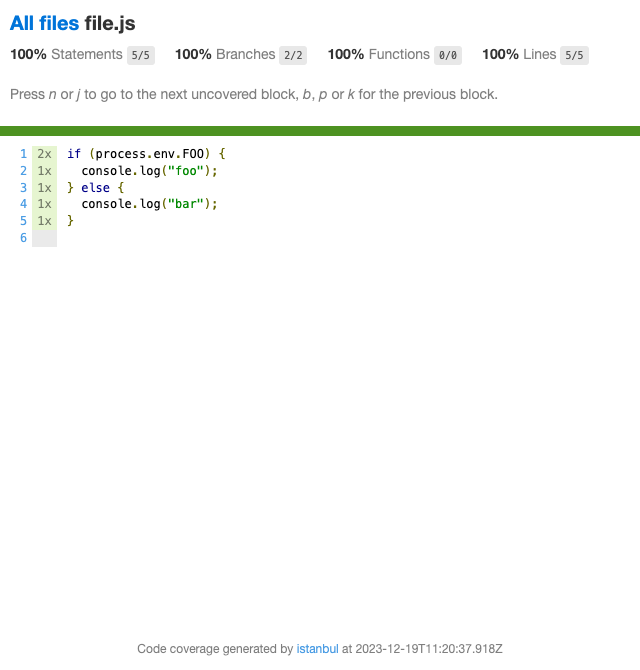 All files file.js
100% Statements 5/5 100% Branches 2/2 100% Functions 0/0 100% Lines 5/5
Press n or j to go to the next uncovered block, b, p or k for the previous block.
1 2x if (process.env.FOO) {
2 1x   console.log("foo");
3 1x } else {
4 1x   console.log("bar");
5 1x }
6
Code coverage generated by istanbul at 2023-12-19T11:20:37.918Z